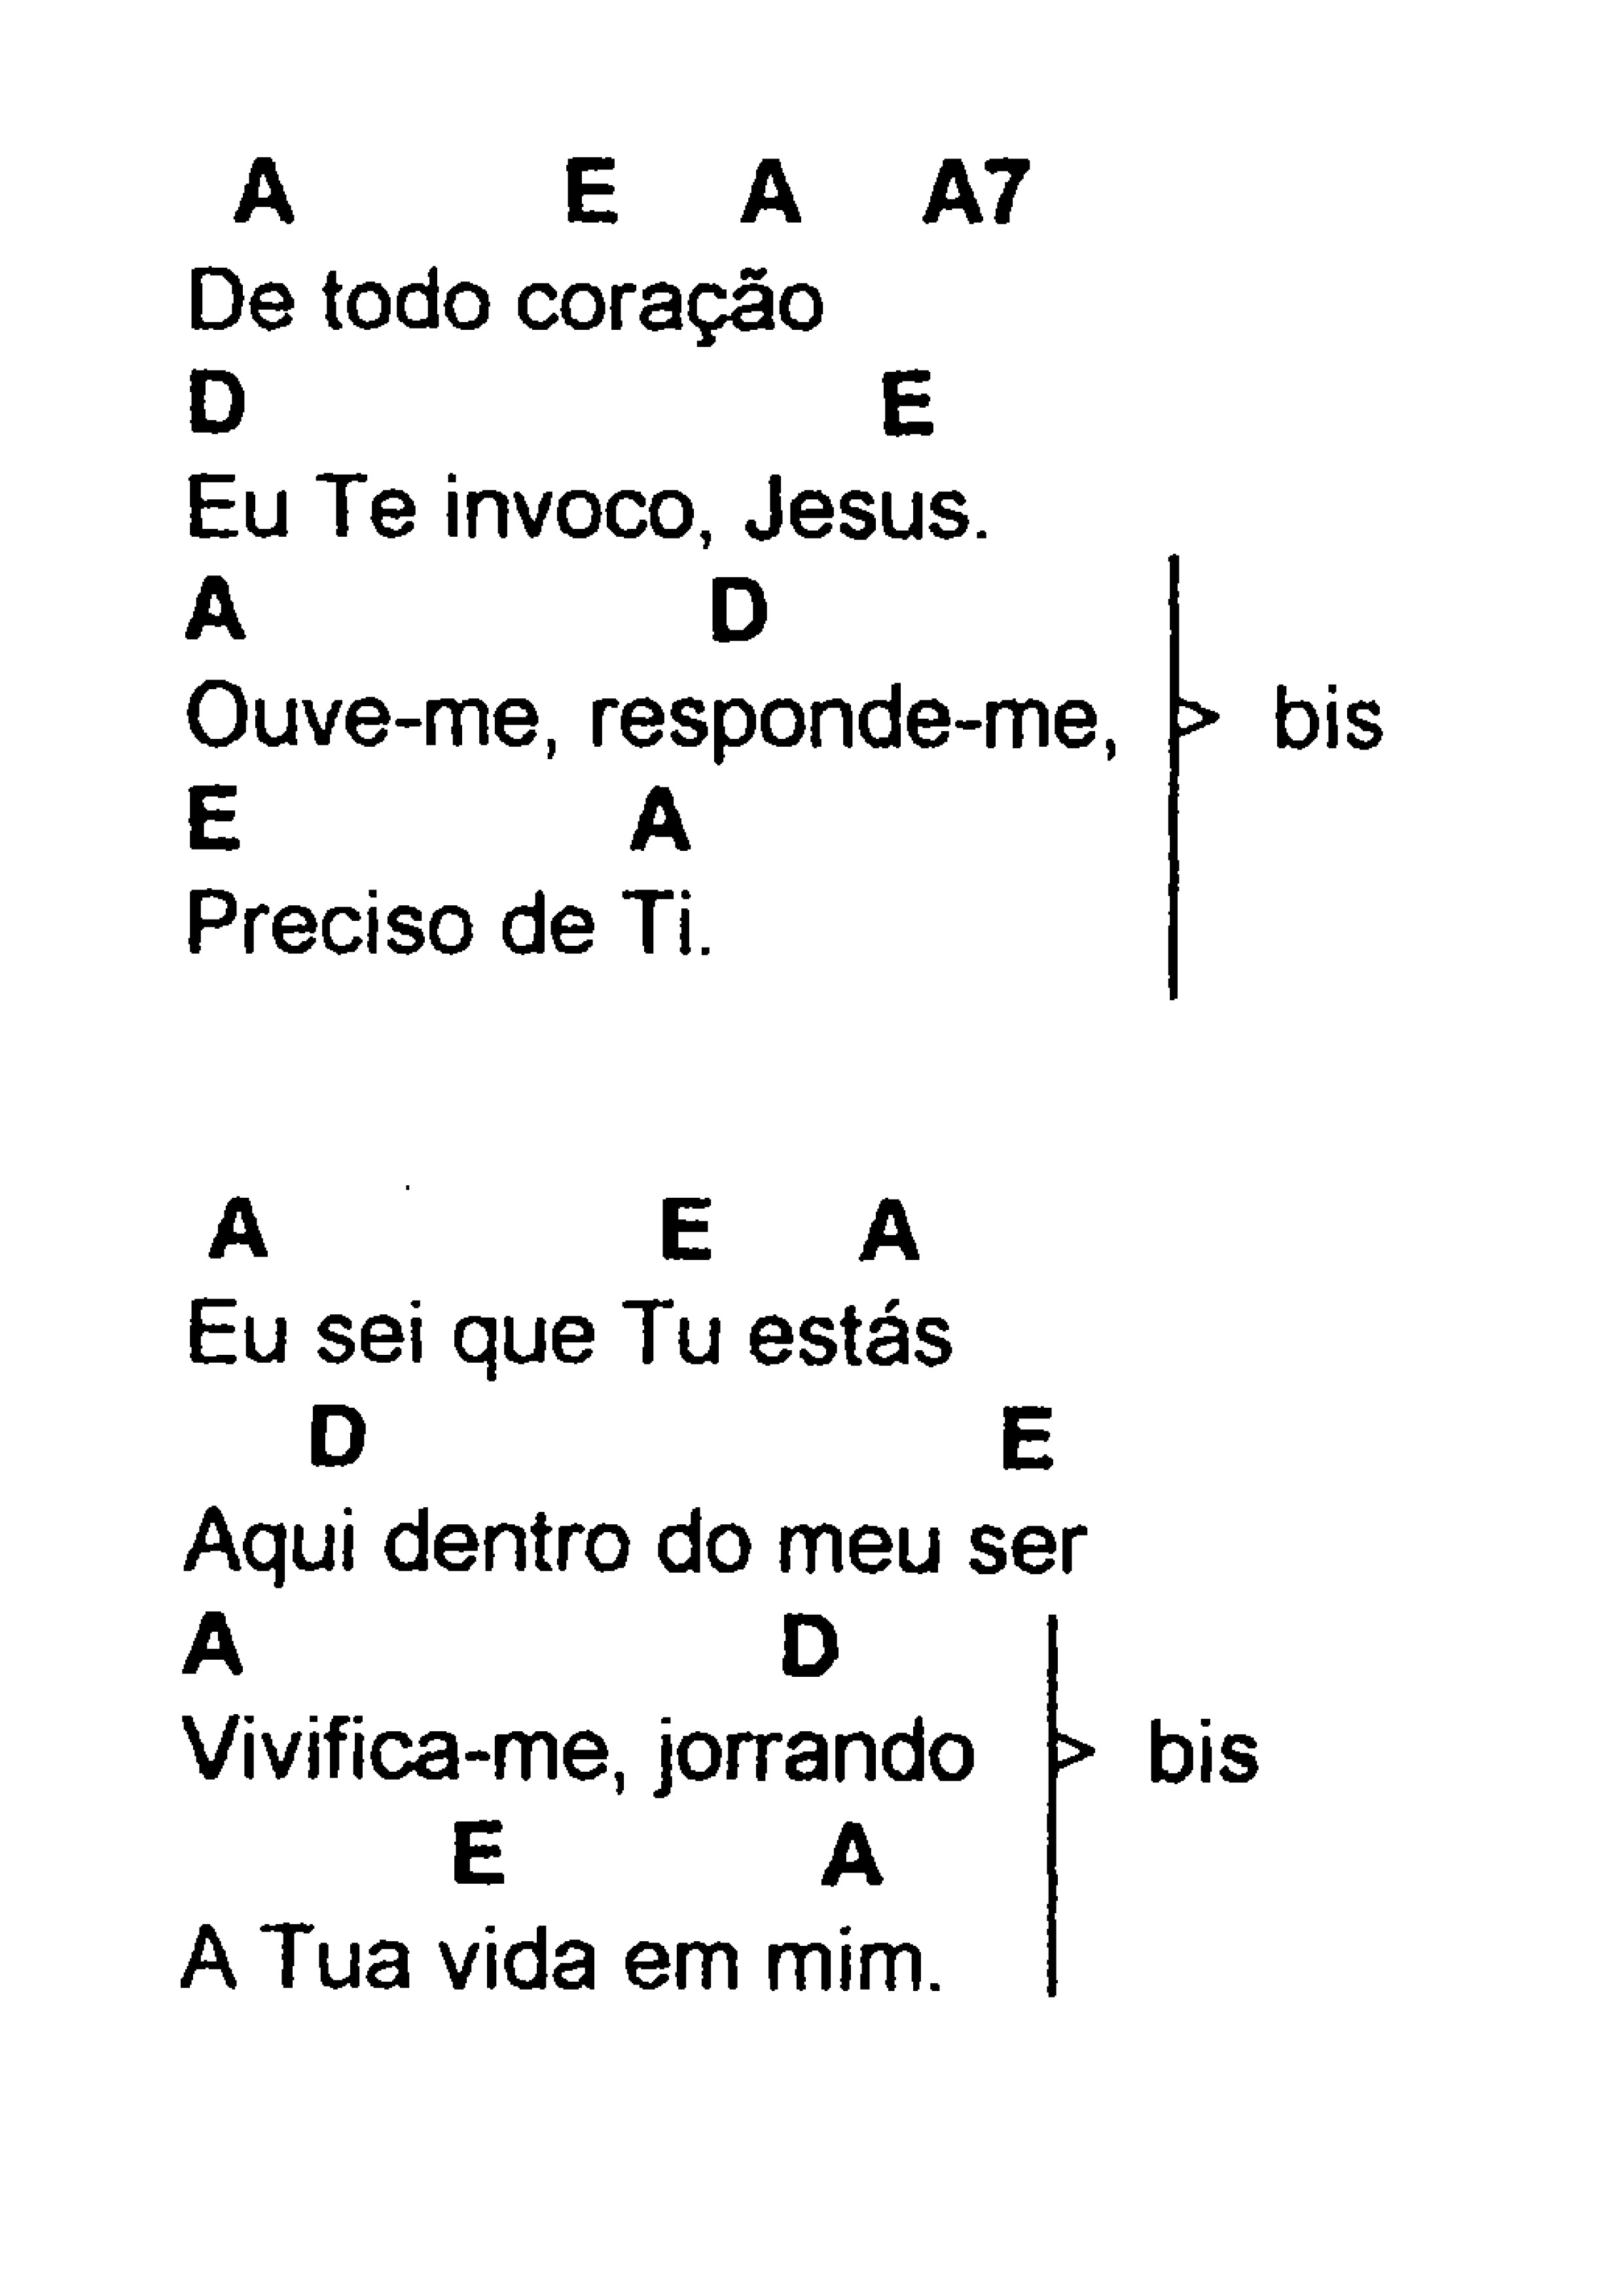 A E A A7
De todo coração
D E
Eu Te invoco, Jesus.
A D
Ouve-me, responde-me, > bis
E A
Preciso de Ti.
A E A
Eu sei que Tu estás
D E
Aqui dentro do meu ser
A D
Vivifica-me, jorrando > bis
E A
A Tua vida em mim.